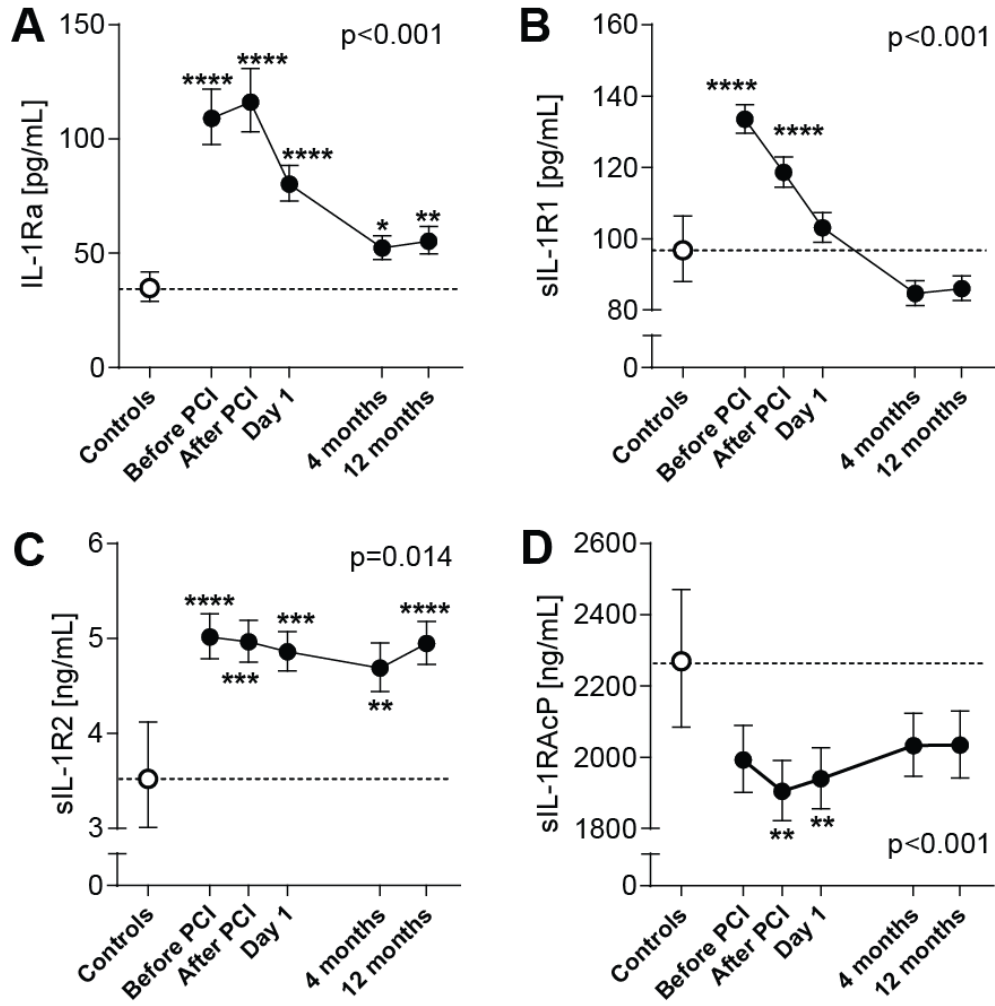 A
IL-1Ra [pg/mL]
150
100
50
0
p<0.001
****
****
****
*
**
Controls
Before PCI
After PCI
Day 1
4 months
12 months
B
sIL-1R1 [pg/mL]
160
140
120
100
80
0
p<0.001
****
****
Controls
Before PCI
After PCI
Day 1
4 months
12 months
C
sIL-1R2 [ng/mL]
6
5
4
3
0
p=0.014
****
***
***
**
****
Controls
Before PCI
After PCI
Day 1
4 months
12 months
D
sIL-1RAcP [ng/mL]
2600
2400
2200
2000
1800
0
**
**
p<0.001
Controls
Before PCI
After PCI
Day 1
4 months
12 months